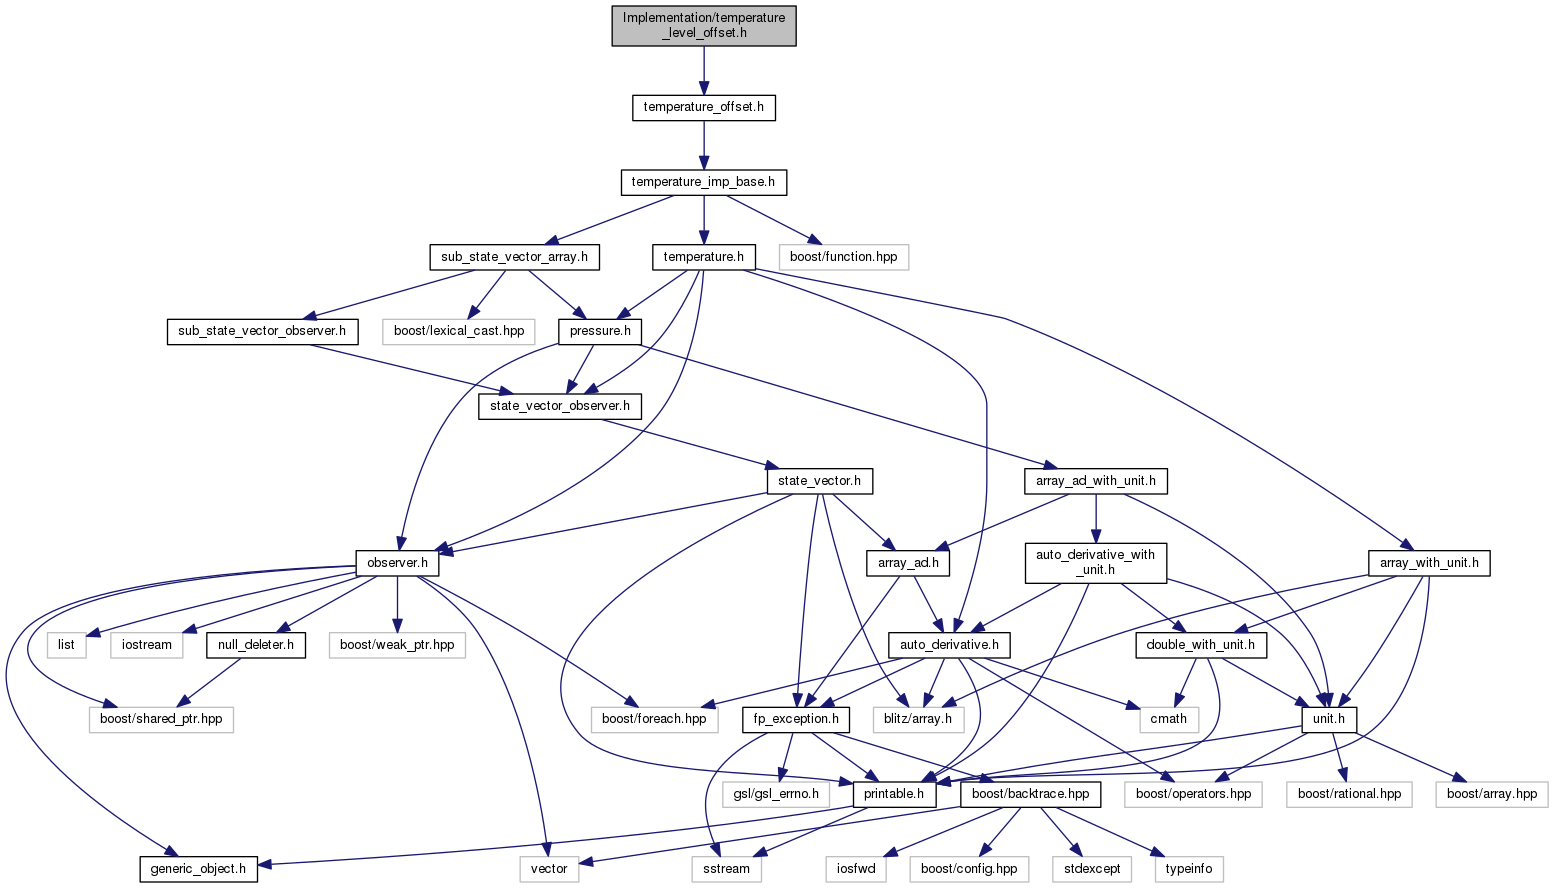 Implementation/temperature
_level_offset.h
temperature_offset.h
temperature_imp_base.h
sub_state_vector_array.h
temperature.h
boost/function.hpp
sub_state_vector_observer.h
boost/lexical_cast.hpp
pressure.h
state_vector_observer.h
state_vector.h
array_ad_with_unit.h
observer.h
array_ad.h
auto_derivative_with
_unit.h
array_with_unit.h
list
iostream
null_deleter.h
boost/weak_ptr.hpp
auto_derivative.h
double_with_unit.h
boost/shared_ptr.hpp
boost/foreach.hpp
fp_exception.h
blitz/array.h
cmath
unit.h
gsl/gsl_errno.h
printable.h
boost/backtrace.hpp
boost/operators.hpp
boost/rational.hpp
boost/array.hpp
generic_object.h
vector
sstream
iosfwd
boost/config.hpp
stdexcept
typeinfo